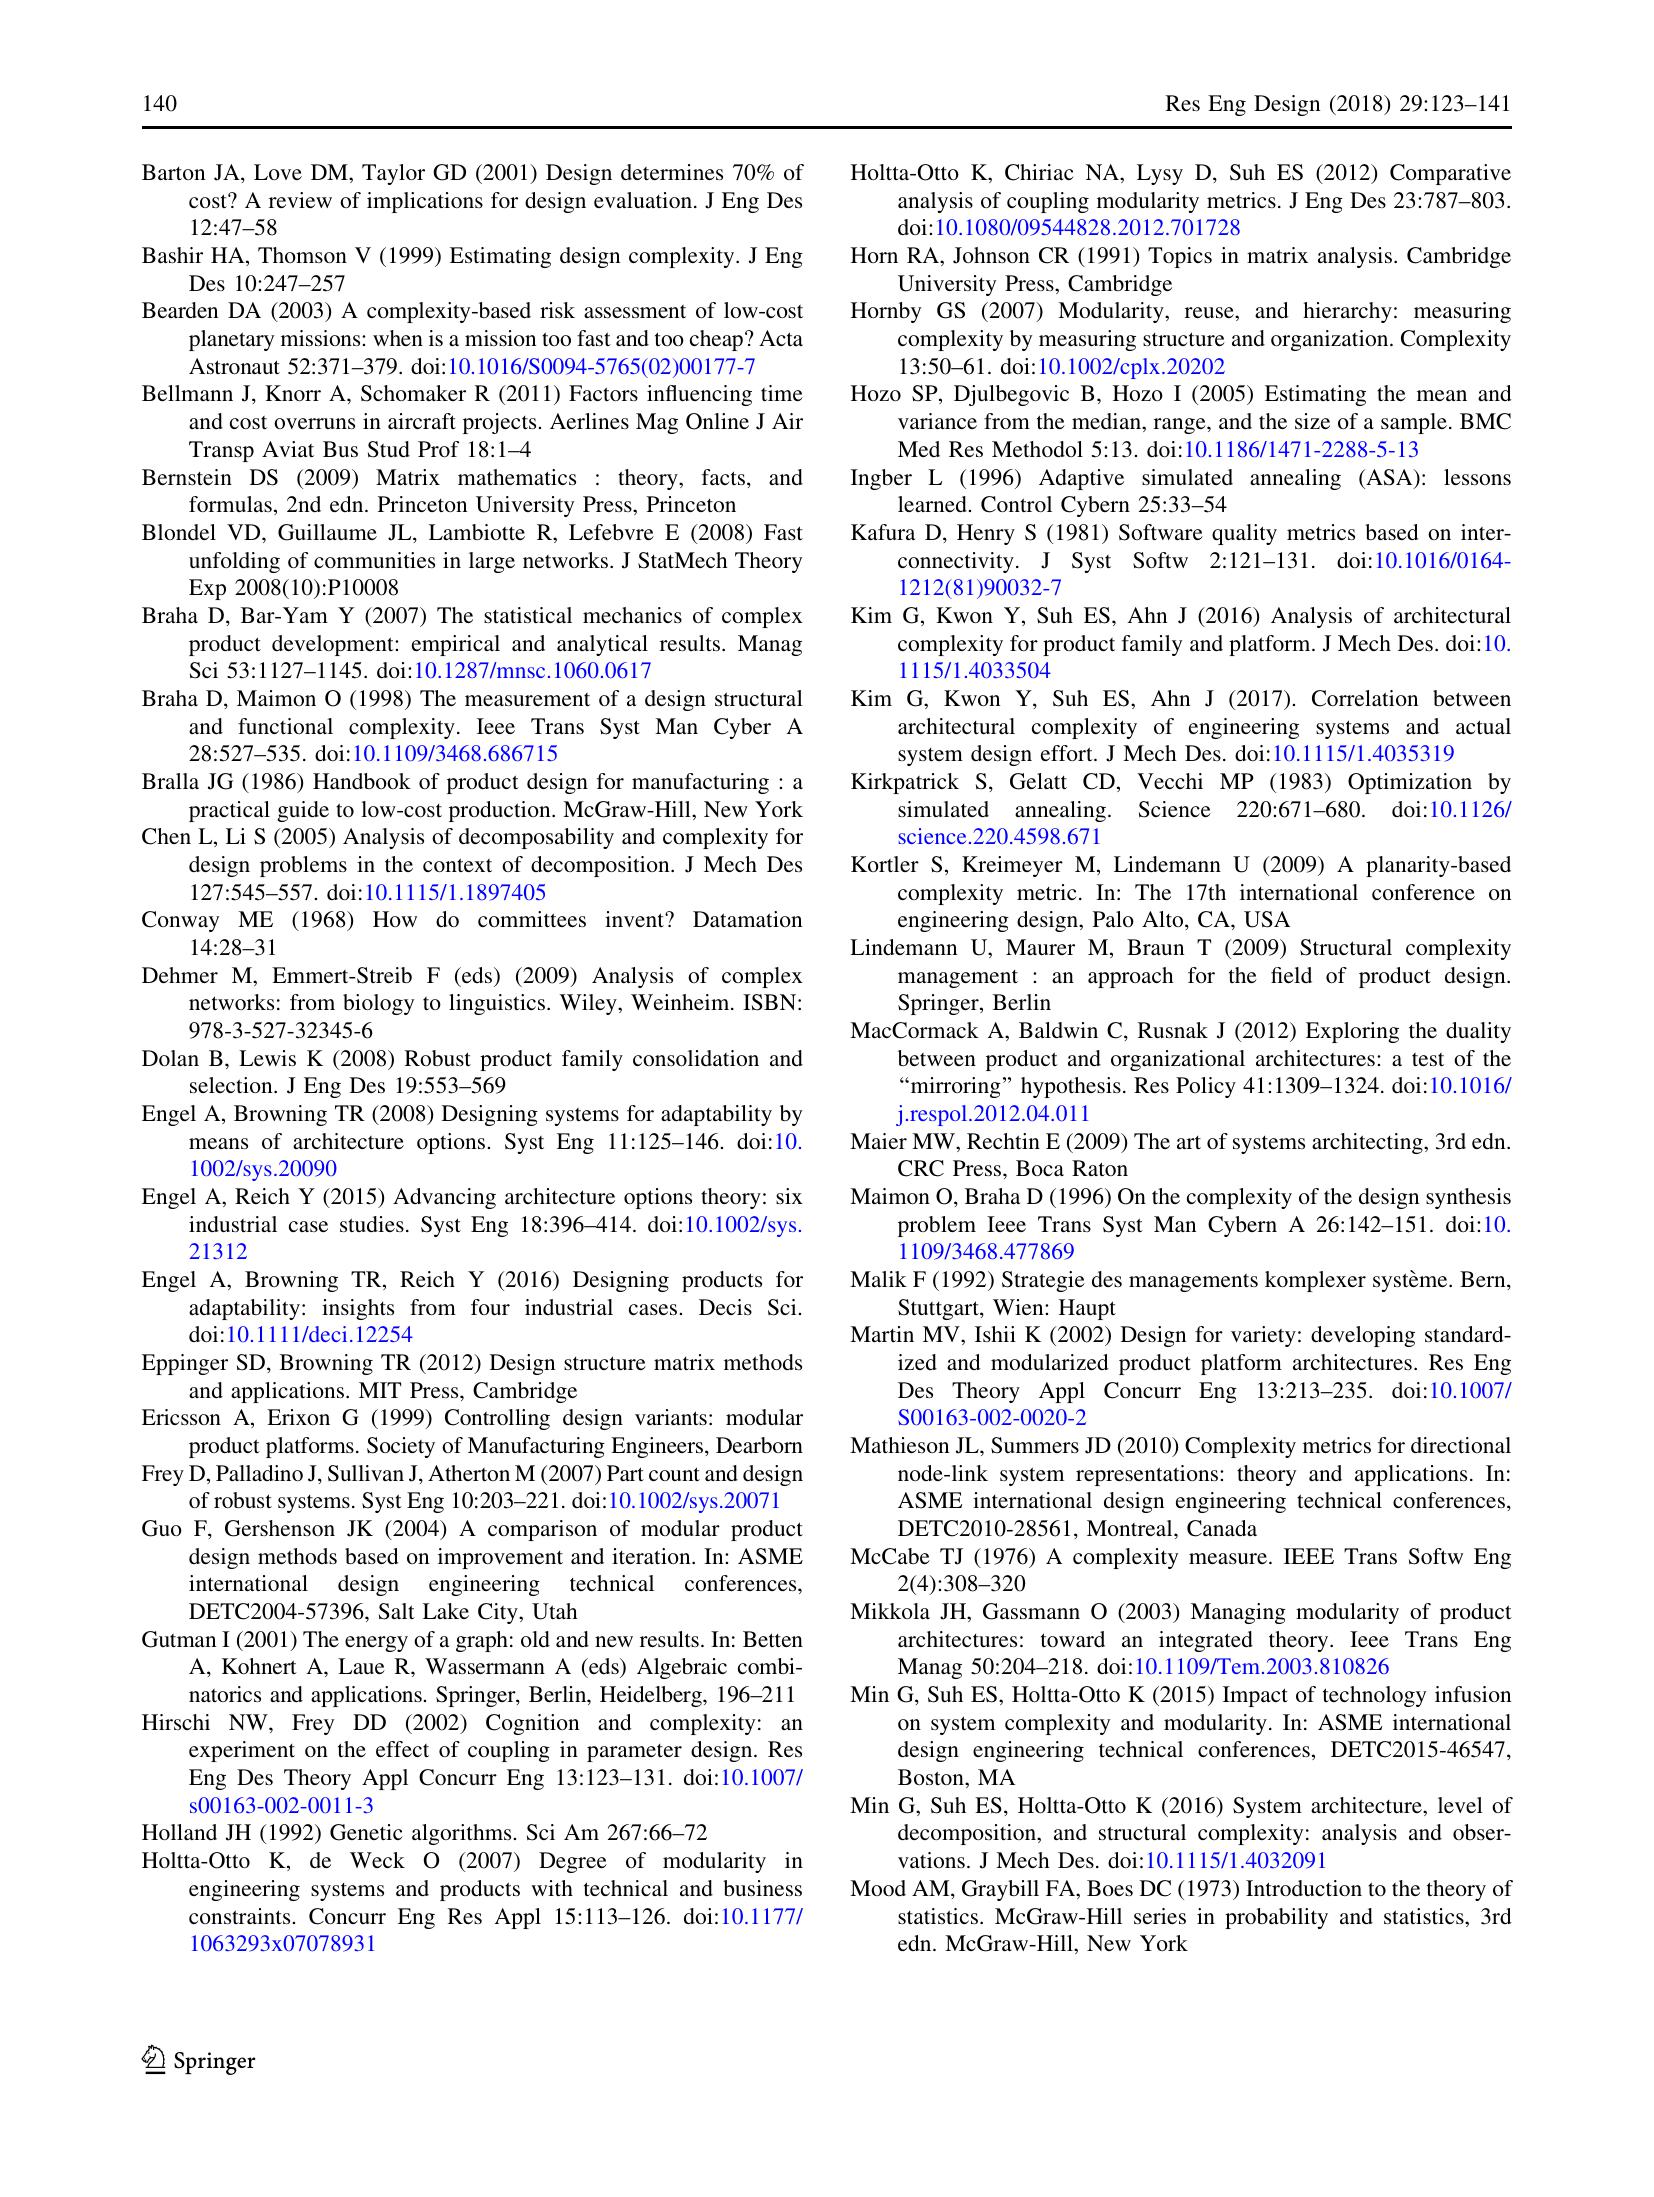 140
Res Eng Design (2018) 29:123–141
Barton JA, Love DM, Taylor GD (2001) Design determines 70% of
cost? A review of implications for design evaluation. J Eng Des
12:47–58
Bashir HA, Thomson V (1999) Estimating design complexity. J Eng
Des 10:247–257
Bearden DA (2003) A complexity-based risk assessment of low-cost
planetary missions: when is a mission too fast and too cheap? Acta
Astronaut 52:371–379. doi:10.1016/S0094-5765(02)00177-7
Bellmann J, Knorr A, Schomaker R (2011) Factors influencing time
and cost overruns in aircraft projects. Aerlines Mag Online J Air
Transp Aviat Bus Stud Prof 18:1–4
Bernstein DS (2009) Matrix mathematics : theory, facts, and
formulas, 2nd edn. Princeton University Press, Princeton
Blondel VD, Guillaume JL, Lambiotte R, Lefebvre E (2008) Fast
unfolding of communities in large networks. J StatMech Theory
Exp 2008(10):P10008
Braha D, Bar-Yam Y (2007) The statistical mechanics of complex
product development: empirical and analytical results. Manag
Sci 53:1127–1145. doi:10.1287/mnsc.1060.0617
Braha D, Maimon O (1998) The measurement of a design structural
and functional complexity. Ieee Trans Syst Man Cyber A
28:527–535. doi:10.1109/3468.686715
Bralla JG (1986) Handbook of product design for manufacturing : a
practical guide to low-cost production. McGraw-Hill, New York
Chen L, Li S (2005) Analysis of decomposability and complexity for
design problems in the context of decomposition. J Mech Des
127:545–557. doi:10.1115/1.1897405
Conway ME (1968) How do committees invent? Datamation
14:28–31
Dehmer M, Emmert-Streib F (eds) (2009) Analysis of complex
networks: from biology to linguistics. Wiley, Weinheim. ISBN:
978-3-527-32345-6
Dolan B, Lewis K (2008) Robust product family consolidation and
selection. J Eng Des 19:553–569
Engel A, Browning TR (2008) Designing systems for adaptability by
means of architecture options. Syst Eng 11:125–146. doi:10.
1002/sys.20090
Engel A, Reich Y (2015) Advancing architecture options theory: six
industrial case studies. Syst Eng 18:396–414. doi:10.1002/sys.
21312
Engel A, Browning TR, Reich Y (2016) Designing products for
adaptability: insights from four industrial cases. Decis Sci.
doi:10.1111/deci.12254
Eppinger SD, Browning TR (2012) Design structure matrix methods
and applications. MIT Press, Cambridge
Ericsson A, Erixon G (1999) Controlling design variants: modular
product platforms. Society of Manufacturing Engineers, Dearborn
Frey D, Palladino J, Sullivan J, Atherton M (2007) Part count and design
of robust systems. Syst Eng 10:203–221. doi:10.1002/sys.20071
Guo F, Gershenson JK (2004) A comparison of modular product
design methods based on improvement and iteration. In: ASME
international design engineering technical conferences,
DETC2004-57396, Salt Lake City, Utah
Gutman I (2001) The energy of a graph: old and new results. In: Betten
A, Kohnert A, Laue R, Wassermann A (eds) Algebraic combi-
natorics and applications. Springer, Berlin, Heidelberg, 196–211
Hirschi NW, Frey DD (2002) Cognition and complexity: an
experiment on the effect of coupling in parameter design. Res
Eng Des Theory Appl Concurr Eng 13:123–131. doi:10.1007/
s00163-002-0011-3
Holland JH (1992) Genetic algorithms. Sci Am 267:66–72
Holtta-Otto K, de Weck O (2007) Degree of modularity in
engineering systems and products with technical and business
constraints. Concurr Eng Res Appl 15:113–126. doi:10.1177/
1063293x07078931
Holtta-Otto K, Chiriac NA, Lysy D, Suh ES (2012) Comparative
analysis of coupling modularity metrics. J Eng Des 23:787–803.
doi:10.1080/09544828.2012.701728
Horn RA, Johnson CR (1991) Topics in matrix analysis. Cambridge
University Press, Cambridge
Hornby GS (2007) Modularity, reuse, and hierarchy: measuring
complexity by measuring structure and organization. Complexity
13:50–61. doi:10.1002/cplx.20202
Hozo SP, Djulbegovic B, Hozo I (2005) Estimating the mean and
variance from the median, range, and the size of a sample. BMC
Med Res Methodol 5:13. doi:10.1186/1471-2288-5-13
Ingber L (1996) Adaptive simulated annealing (ASA): lessons
learned. Control Cybern 25:33–54
Kafura D, Henry S (1981) Software quality metrics based on inter-
connectivity. J Syst Softw 2:121–131. doi:10.1016/0164-
1212(81)90032-7
Kim G, Kwon Y, Suh ES, Ahn J (2016) Analysis of architectural
complexity for product family and platform. J Mech Des. doi:10.
1115/1.4033504
Kim G, Kwon Y, Suh ES, Ahn J (2017). Correlation between
architectural complexity of engineering systems and actual
system design effort. J Mech Des. doi:10.1115/1.4035319
Kirkpatrick S, Gelatt CD, Vecchi MP (1983) Optimization by
simulated annealing. Science 220:671–680. doi:10.1126/
science.220.4598.671
Kortler S, Kreimeyer M, Lindemann U (2009) A planarity-based
complexity metric. In: The 17th international conference on
engineering design, Palo Alto, CA, USA
Lindemann U, Maurer M, Braun T (2009) Structural complexity
management : an approach for the field of product design.
Springer, Berlin
MacCormack A, Baldwin C, Rusnak J (2012) Exploring the duality
between product and organizational architectures: a test of the
“mirroring” hypothesis. Res Policy 41:1309–1324. doi:10.1016/
j.respol.2012.04.011
Maier MW, Rechtin E (2009) The art of systems architecting, 3rd edn.
CRC Press, Boca Raton
Maimon O, Braha D (1996) On the complexity of the design synthesis
problem Ieee Trans Syst Man Cybern A 26:142–151. doi:10.
1109/3468.477869
Malik F (1992) Strategie des managements komplexer système. Bern,
Stuttgart, Wien: Haupt
Martin MV, Ishii K (2002) Design for variety: developing standard-
ized and modularized product platform architectures. Res Eng
Des Theory Appl Concurr Eng 13:213–235. doi:10.1007/
S00163-002-0020-2
Mathieson JL, Summers JD (2010) Complexity metrics for directional
node-link system representations: theory and applications. In:
ASME international design engineering technical conferences,
DETC2010-28561, Montreal, Canada
McCabe TJ (1976) A complexity measure. IEEE Trans Softw Eng
2(4):308–320
Mikkola JH, Gassmann O (2003) Managing modularity of product
architectures: toward an integrated theory. Ieee Trans Eng
Manag 50:204–218. doi:10.1109/Tem.2003.810826
Min G, Suh ES, Holtta-Otto K (2015) Impact of technology infusion
on system complexity and modularity. In: ASME international
design engineering technical conferences, DETC2015-46547,
Boston, MA
Min G, Suh ES, Holtta-Otto K (2016) System architecture, level of
decomposition, and structural complexity: analysis and obser-
vations. J Mech Des. doi:10.1115/1.4032091
Mood AM, Graybill FA, Boes DC (1973) Introduction to the theory of
statistics. McGraw-Hill series in probability and statistics, 3rd
edn. McGraw-Hill, New York
Springer